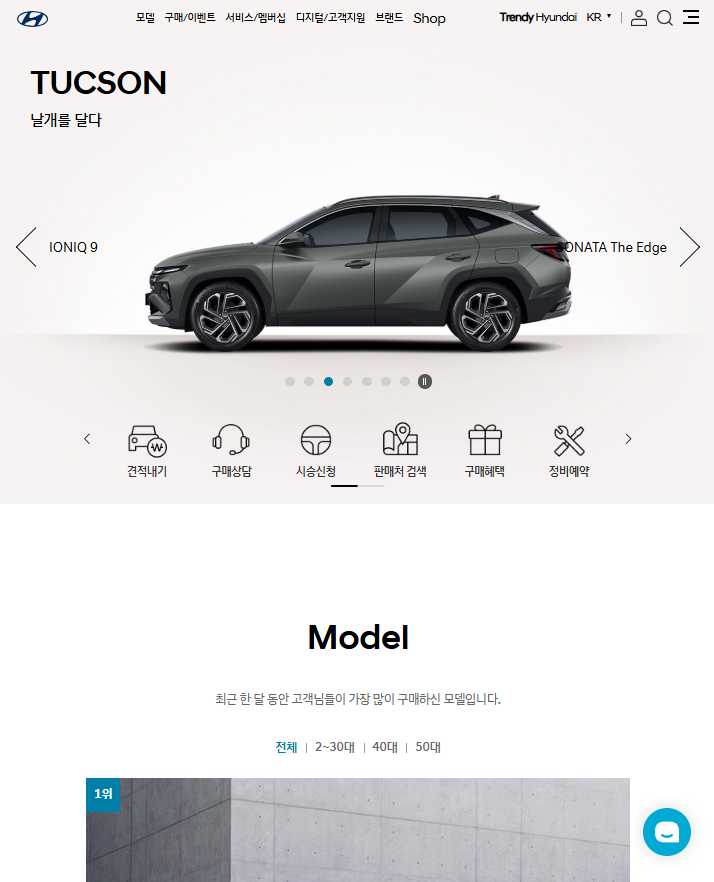 모델 구매/이벤트 서비스/멤버십 디지털/고객지원 브랜드 Shop Trendy Hyundai KR
TUCSON
날개를 달다
IONIQ 9
SONATA The Edge
견적내기 구매상담 시승신청 판매처 검색 구매혜택 정비예약
Model
최근 한 달 동안 고객님들이 가장 많이 구매하신 모델입니다.
전체 | 2~30대 | 40대 | 50대
1위